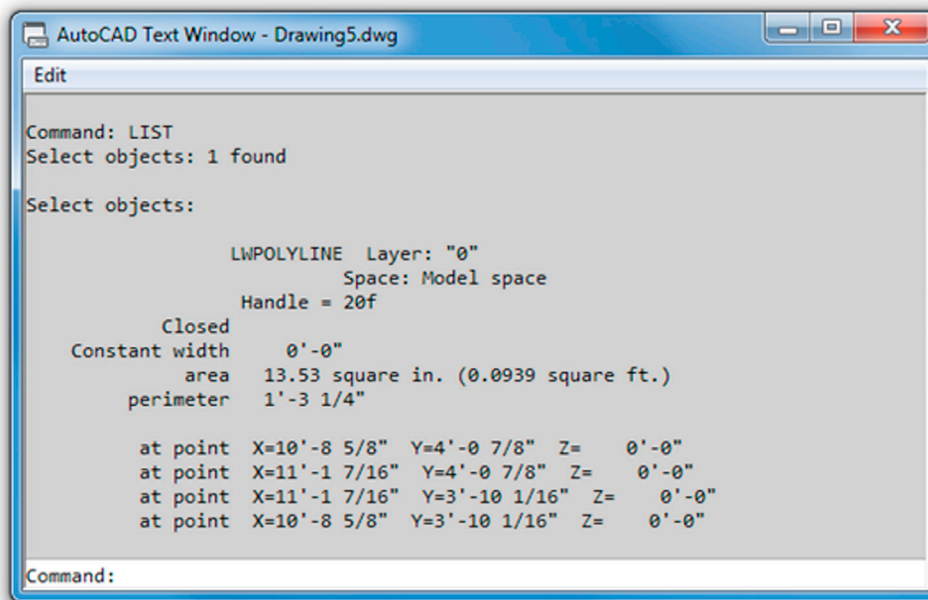 AutoCAD Text Window - Drawing5.dwg
Edit
Command: LIST
Select objects: 1 found
Select objects:
LWPOLYLINE Layer: "0"
Space: Model space
Handle = 20f
Closed
Constant width 0'-0"
area 13.53 square in. (0.0939 square ft.)
perimeter 1'-3 1/4"
at point X=10'-8 5/8" Y=4'-0 7/8" Z= 0'-0"
at point X=11'-1 7/16" Y=4'-0 7/8" Z= 0'-0"
at point X=11'-1 7/16" Y=3'-10 1/16" Z= 0'-0"
at point X=10'-8 5/8" Y=3'-10 1/16" Z= 0'-0"
Command: